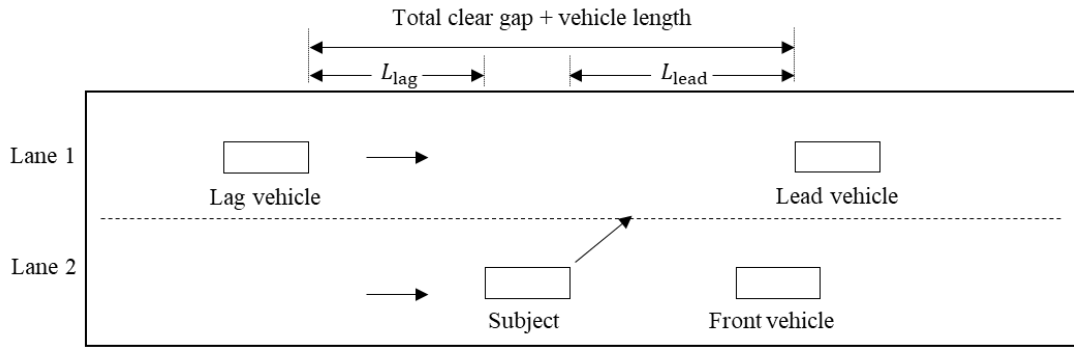 Total clear gap + vehicle length
L_lag
L_lead
Lane 1
Lag vehicle
Lead vehicle
Lane 2
Subject
Front vehicle